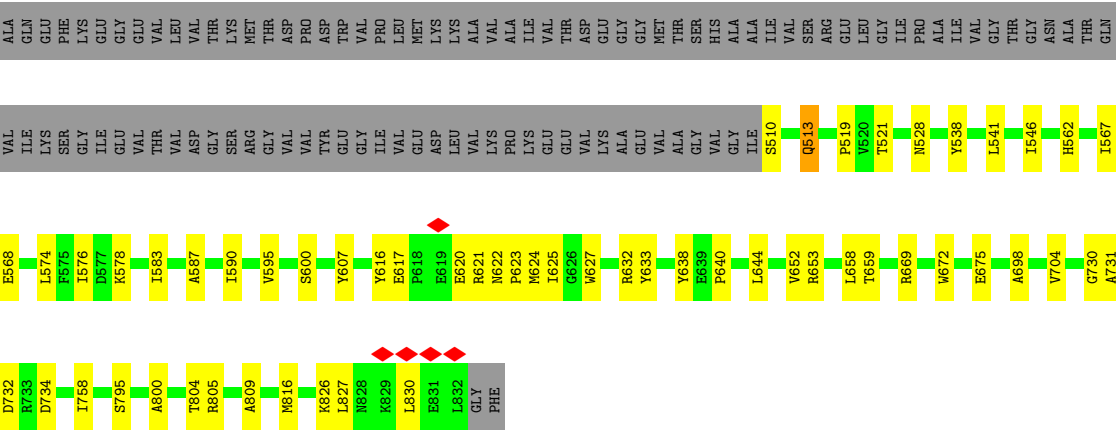 ALA GLN GLU GLU PHE LYS GLU GLY GLU VAL LEU VAL THR LYS MET THR ASP PRO ASP TRP VAL PRO LEU MET LYS LYS ALA VAL ALA ILE VAL THR ASP GLU GLY GLY MET THR SER HIS ALA ALA ILE VAL SER ARG GLU LEU GLY ILE PRO ALA ILE VAL GLY THR GLY ASN ALA THR GLN
VAL ILE LYS SER GLY ILE GLU VAL THR VAL ASP GLY SER ARG GLY VAL VAL TYR GLU GLY ILE VAL GLU ASP LEU VAL LYS PRO LYS GLU GLU VAL LYS ALA GLU VAL ALA GLY VAL GLY ILE S510 Q513 P519 V520 T521 N528 Y538 L541 I546 H562 I567
E568 L574 F575 I576 D577 K578 I583 A587 I590 V595 S600 Y607 Y616 E617 P618 E619 E620 R621 N622 P623 M624 I625 G626 W627 R632 Y633 Y638 E639 P640 L644 V652 R653 L658 T659 R669 W672 E675 A698 V704 G730 A731
D732 R733 D734 I758 S795 A800 T804 R805 A809 M816 K826 L827 N828 K829 L830 E831 L832 GLY PHE